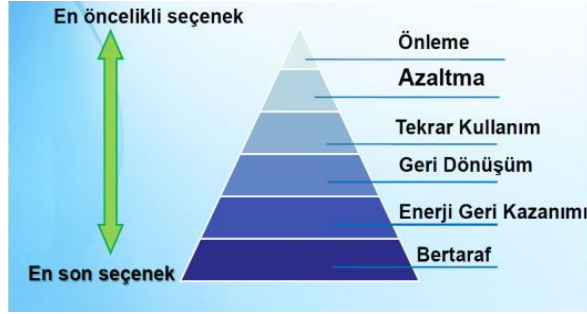 En öncelikli seçenek
Önleme
Azaltma
Tekrar Kullanım
Geri Dönüşüm
Enerji Geri Kazanımı
Bertaraf
En son seçenek